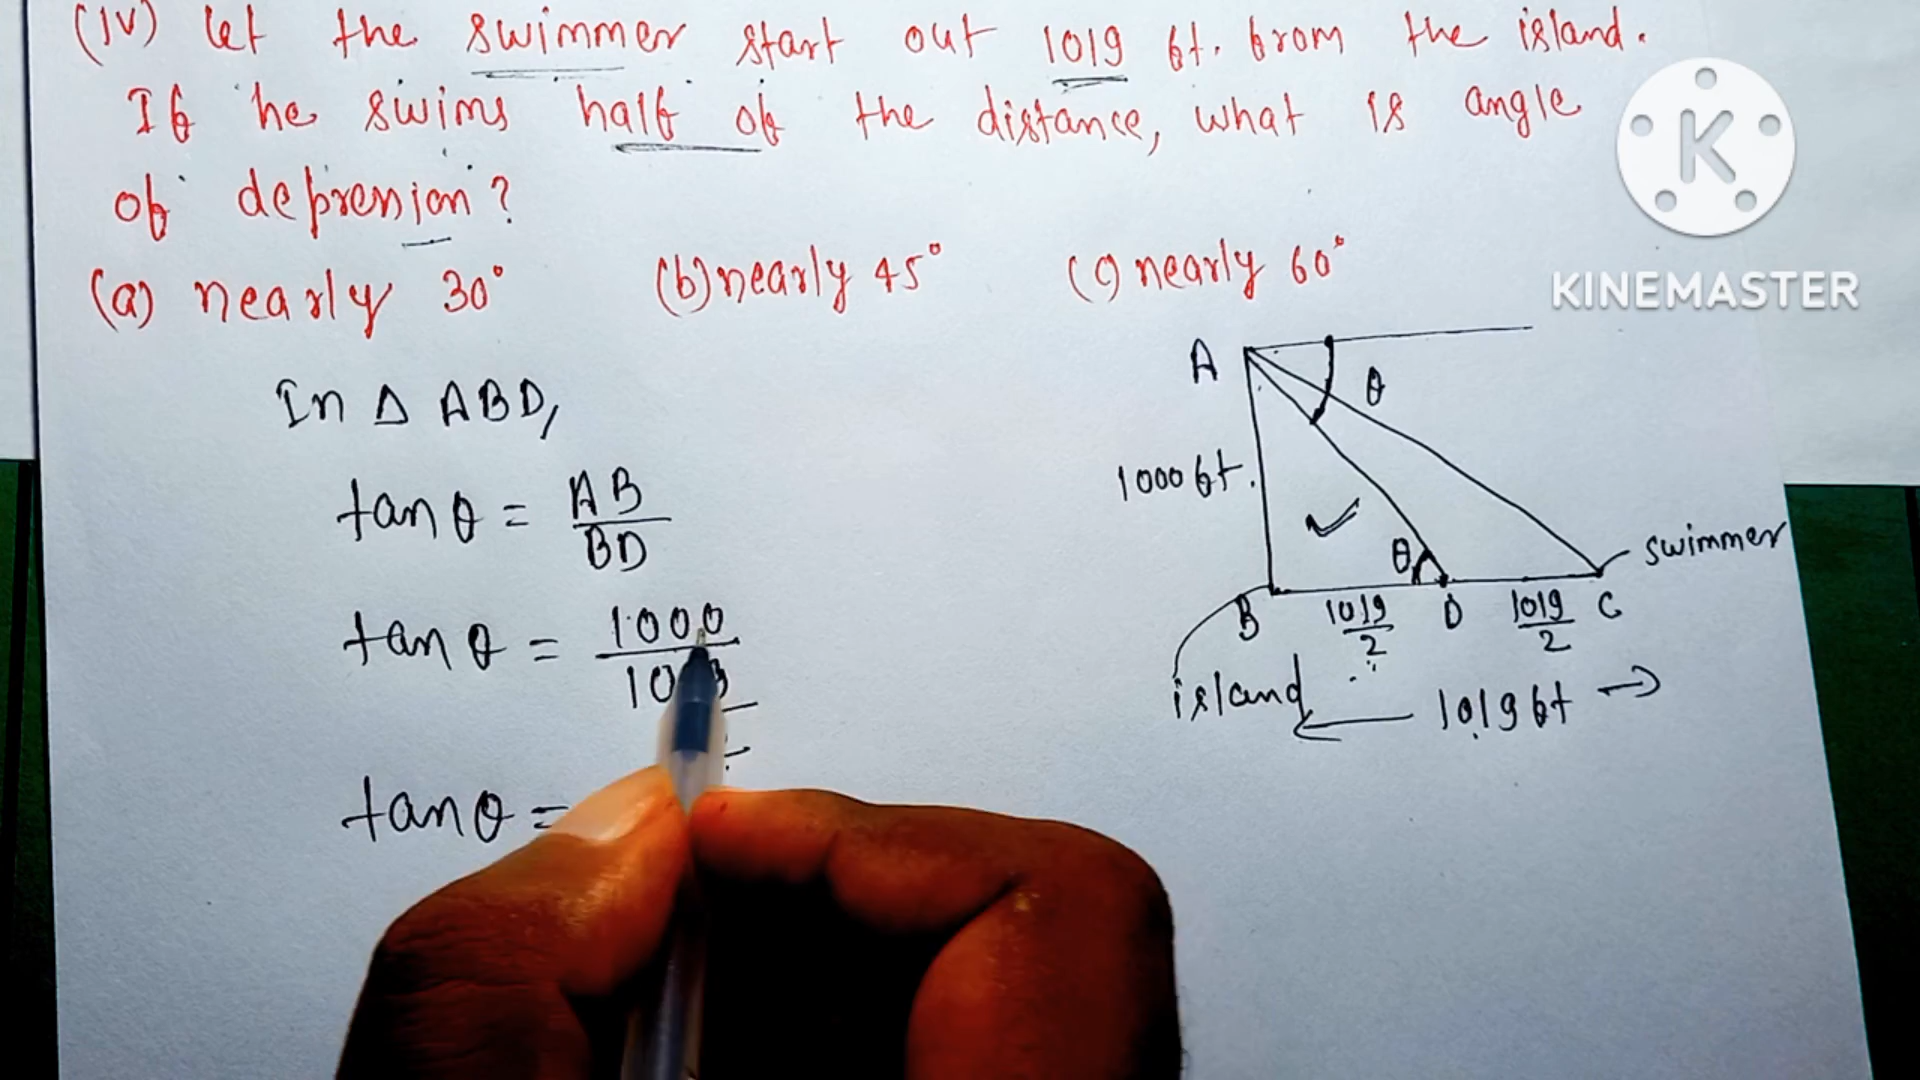 (iv) Let the swimmer start out 1019 ft. from the island.
If he swims half of the distance, what is angle
of depression?
(a) nearly 30° (b) nearly 45° (c) nearly 60°
K
KINEMASTER
In Δ ABD,
tan θ = AB
BD
tan θ = 1000
tan θ =
A
θ
1000 ft.
θ
swimmer
B 1019/2 D 1019/2 C
island
1019 ft